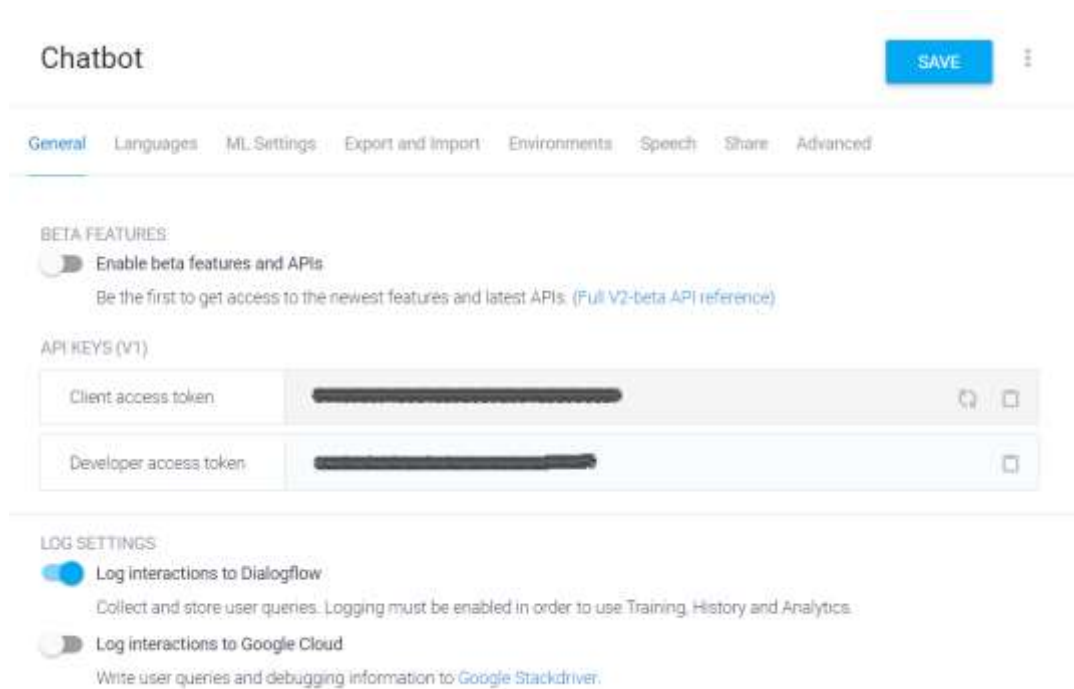 Chatbot
SAVE
General Languages ML Settings Export and Import Environments Speech Share Advanced
BETA FEATURES
Enable beta features and APIs
Be the first to get access to the newest features and latest APIs. (Full V2-beta API reference)
API KEYS (V1)
Client access token
Developer access token
LOG SETTINGS
Log interactions to Dialogflow
Collect and store user queries. Logging must be enabled in order to use Training, History and Analytics.
Log interactions to Google Cloud
Write user queries and debugging information to Google Stackdriver.